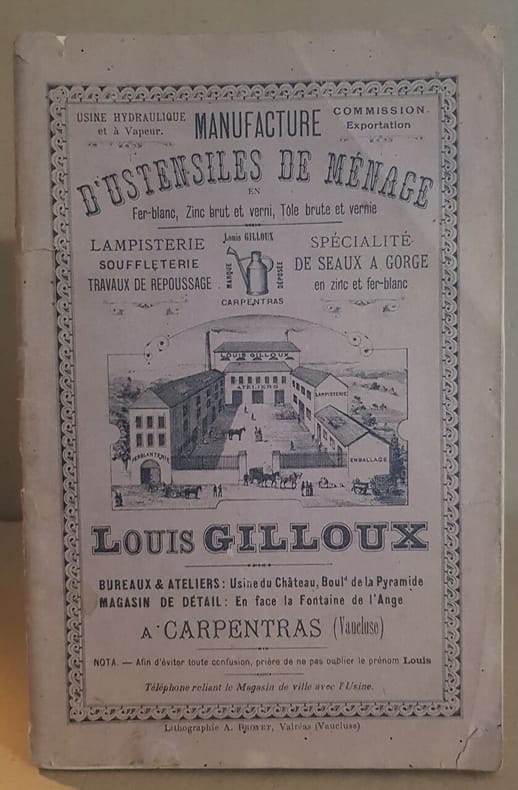 USINE HYDRAULIQUE
et à Vapeur.
MANUFACTURE
COMMISSION
Exportation
D'USTENSILES DE MÉNAGE
EN
Fer-blanc, Zinc brut et verni, Tôle brute et vernie
LAMPISTERIE
SOUFFLETERIE
TRAVAUX DE REPOUSSAGE
Louis GILLOUX
MARQUE
DÉPOSÉE
CARPENTRAS
SPÉCIALITÉ
DE SEAUX A GORGE
en zinc et fer-blanc
LOUIS GILLOUX
ATELIERS
LAMPISTERIE
FERBLANTERIE
EMBALLAGE
LOUIS GILLOUX
BUREAUX & ATELIERS : Usine du Château, Boul.d de la Pyramide
MAGASIN DE DÉTAIL : En face la Fontaine de l'Ange
A CARPENTRAS (Vaucluse)
NOTA. — Afin d'éviter toute confusion, prière de ne pas oublier le prénom Louis
Téléphone reliant le Magasin de ville avec l'Usine.
Lithographie A. Valréas (Vaucluse)